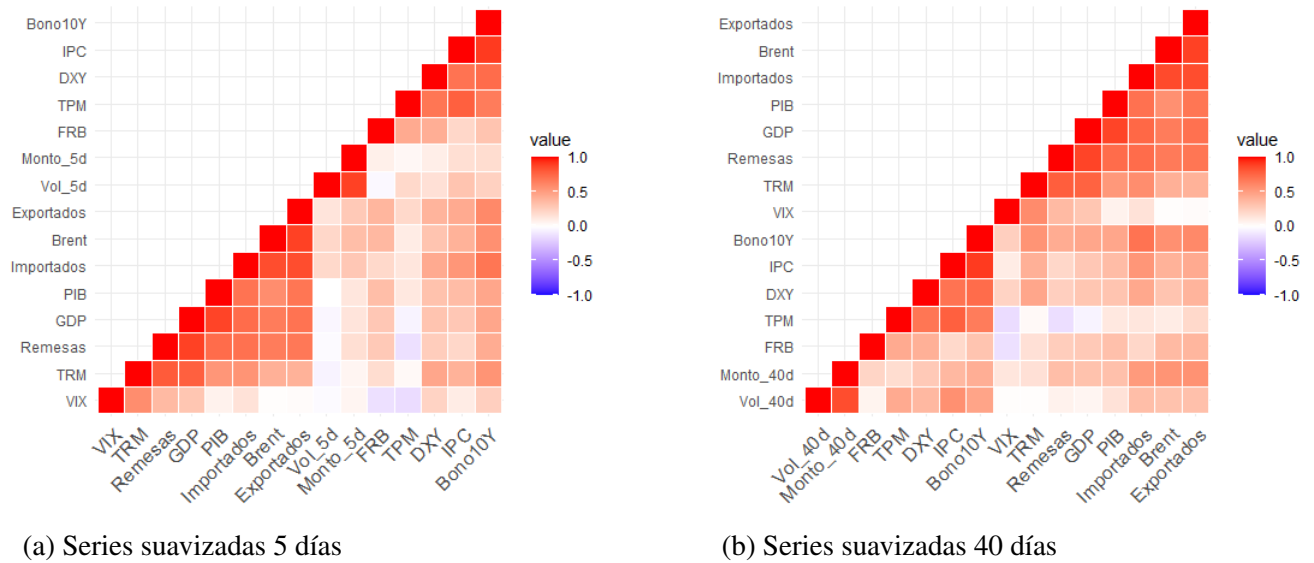 Bono10Y
IPC
DXY
TPM
FRB
Monto_5d
Vol_5d
Exportados
Brent
Importados
PIB
GDP
Remesas
TRM
VIX
VIX
TRM
Remesas
GDP
PIB
Importados
Brent
Exportados
Vol_5d
Monto_5d
FRB
TPM
DXY
IPC
Bono10Y
value
1.0
0.5
0.0
-0.5
-1.0
(a) Series suavizadas 5 días
Exportados
Brent
Importados
PIB
GDP
Remesas
TRM
VIX
Bono10Y
IPC
DXY
TPM
FRB
Monto_40d
Vol_40d
Vol_40d
Monto_40d
FRB
TPM
DXY
IPC
Bono10Y
VIX
TRM
Remesas
GDP
PIB
Importados
Brent
Exportados
value
1.0
0.5
0.0
-0.5
-1.0
(b) Series suavizadas 40 días